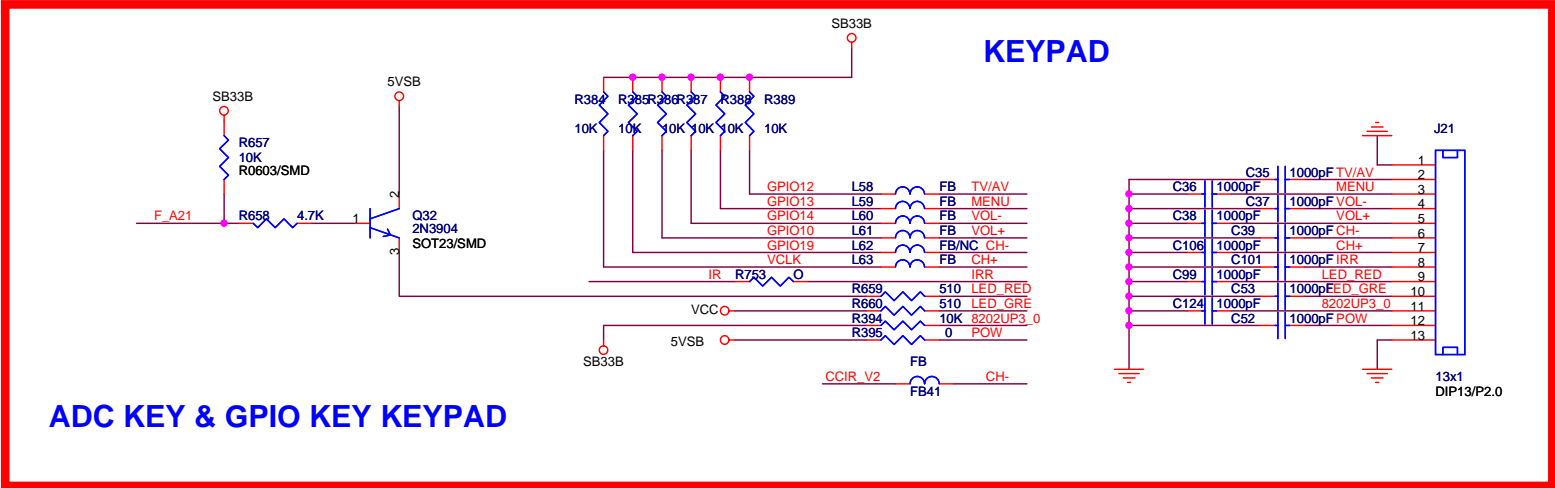 KEYPAD
SB33B
5VSB
SB33B
R657
10K
R0603/SMD
F_A21
R658 4.7K
1
2
3
Q32
2N3904
SOT23/SMD
R384 R385 R386 R387 R388 R389
10K 10K 10K 10K 10K
GPIO12 L58 FB TV/AV
GPIO13 L59 FB MENU
GPIO14 L60 FB VOL-
GPIO10 L61 FB VOL+
GPIO19 L62 FB/NC CH-
VCLK L63 FB CH+
IR R753 O IRR
R659 510 LED_RED
VCC R660 510 LED_GRE
R394 10K 8202UP3_0
5VSB R395 0 POW
SB33B
FB
CCIR_V2 CH-
FB41
J21
1
C35 1000pF TV/AV 2
C36 1000pF MENU 3
C37 1000pF VOL- 4
C38 1000pF VOL+ 5
C39 1000pF CH- 6
C106 1000pF CH+ 7
C101 1000pF IRR 8
C99 1000pF LED_RED 9
C53 1000pF LED_GRE 10
C124 1000pF 8202UP3_0 11
C52 1000pF POW 12
13
13x1
DIP13/P2.0
ADC KEY & GPIO KEY KEYPAD